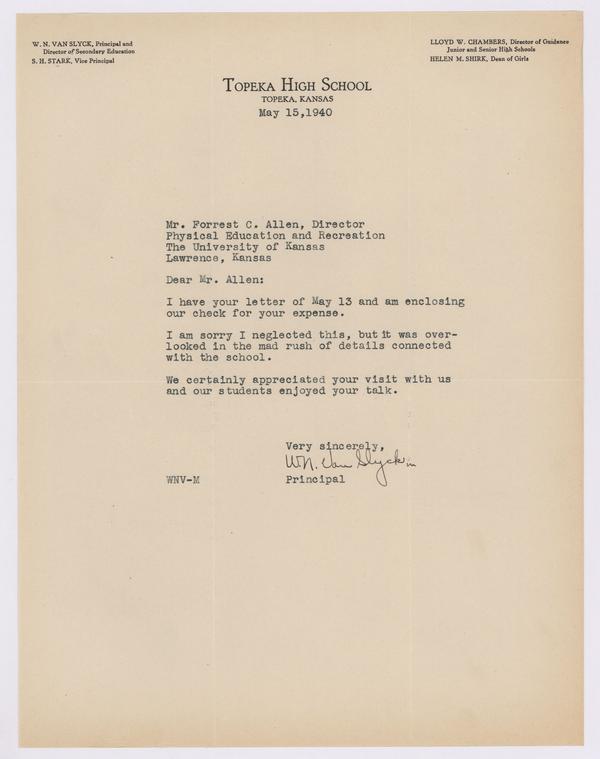 W. N. VAN SLYCK, Principal and
Director of Secondary Education
S. H. STARK, Vice Principal
LLOYD W. CHAMBERS, Director of Guidance
Junior and Senior High Schools
HELEN M. SHIRK, Dean of Girls
TOPEKA HIGH SCHOOL
TOPEKA, KANSAS
May 15,1940
Mr. Forrest C. Allen, Director
Physical Education and Recreation
The University of Kansas
Lawrence, Kansas
Dear Mr. Allen:
I have your letter of May 13 and am enclosing
our check for your expense.
I am sorry I neglected this, but it was over-
looked in the mad rush of details connected
with the school.
We certainly appreciated your visit with us
and our students enjoyed your talk.
Very sincerely,
W.N. Van Slyck m
WNV-M
Principal